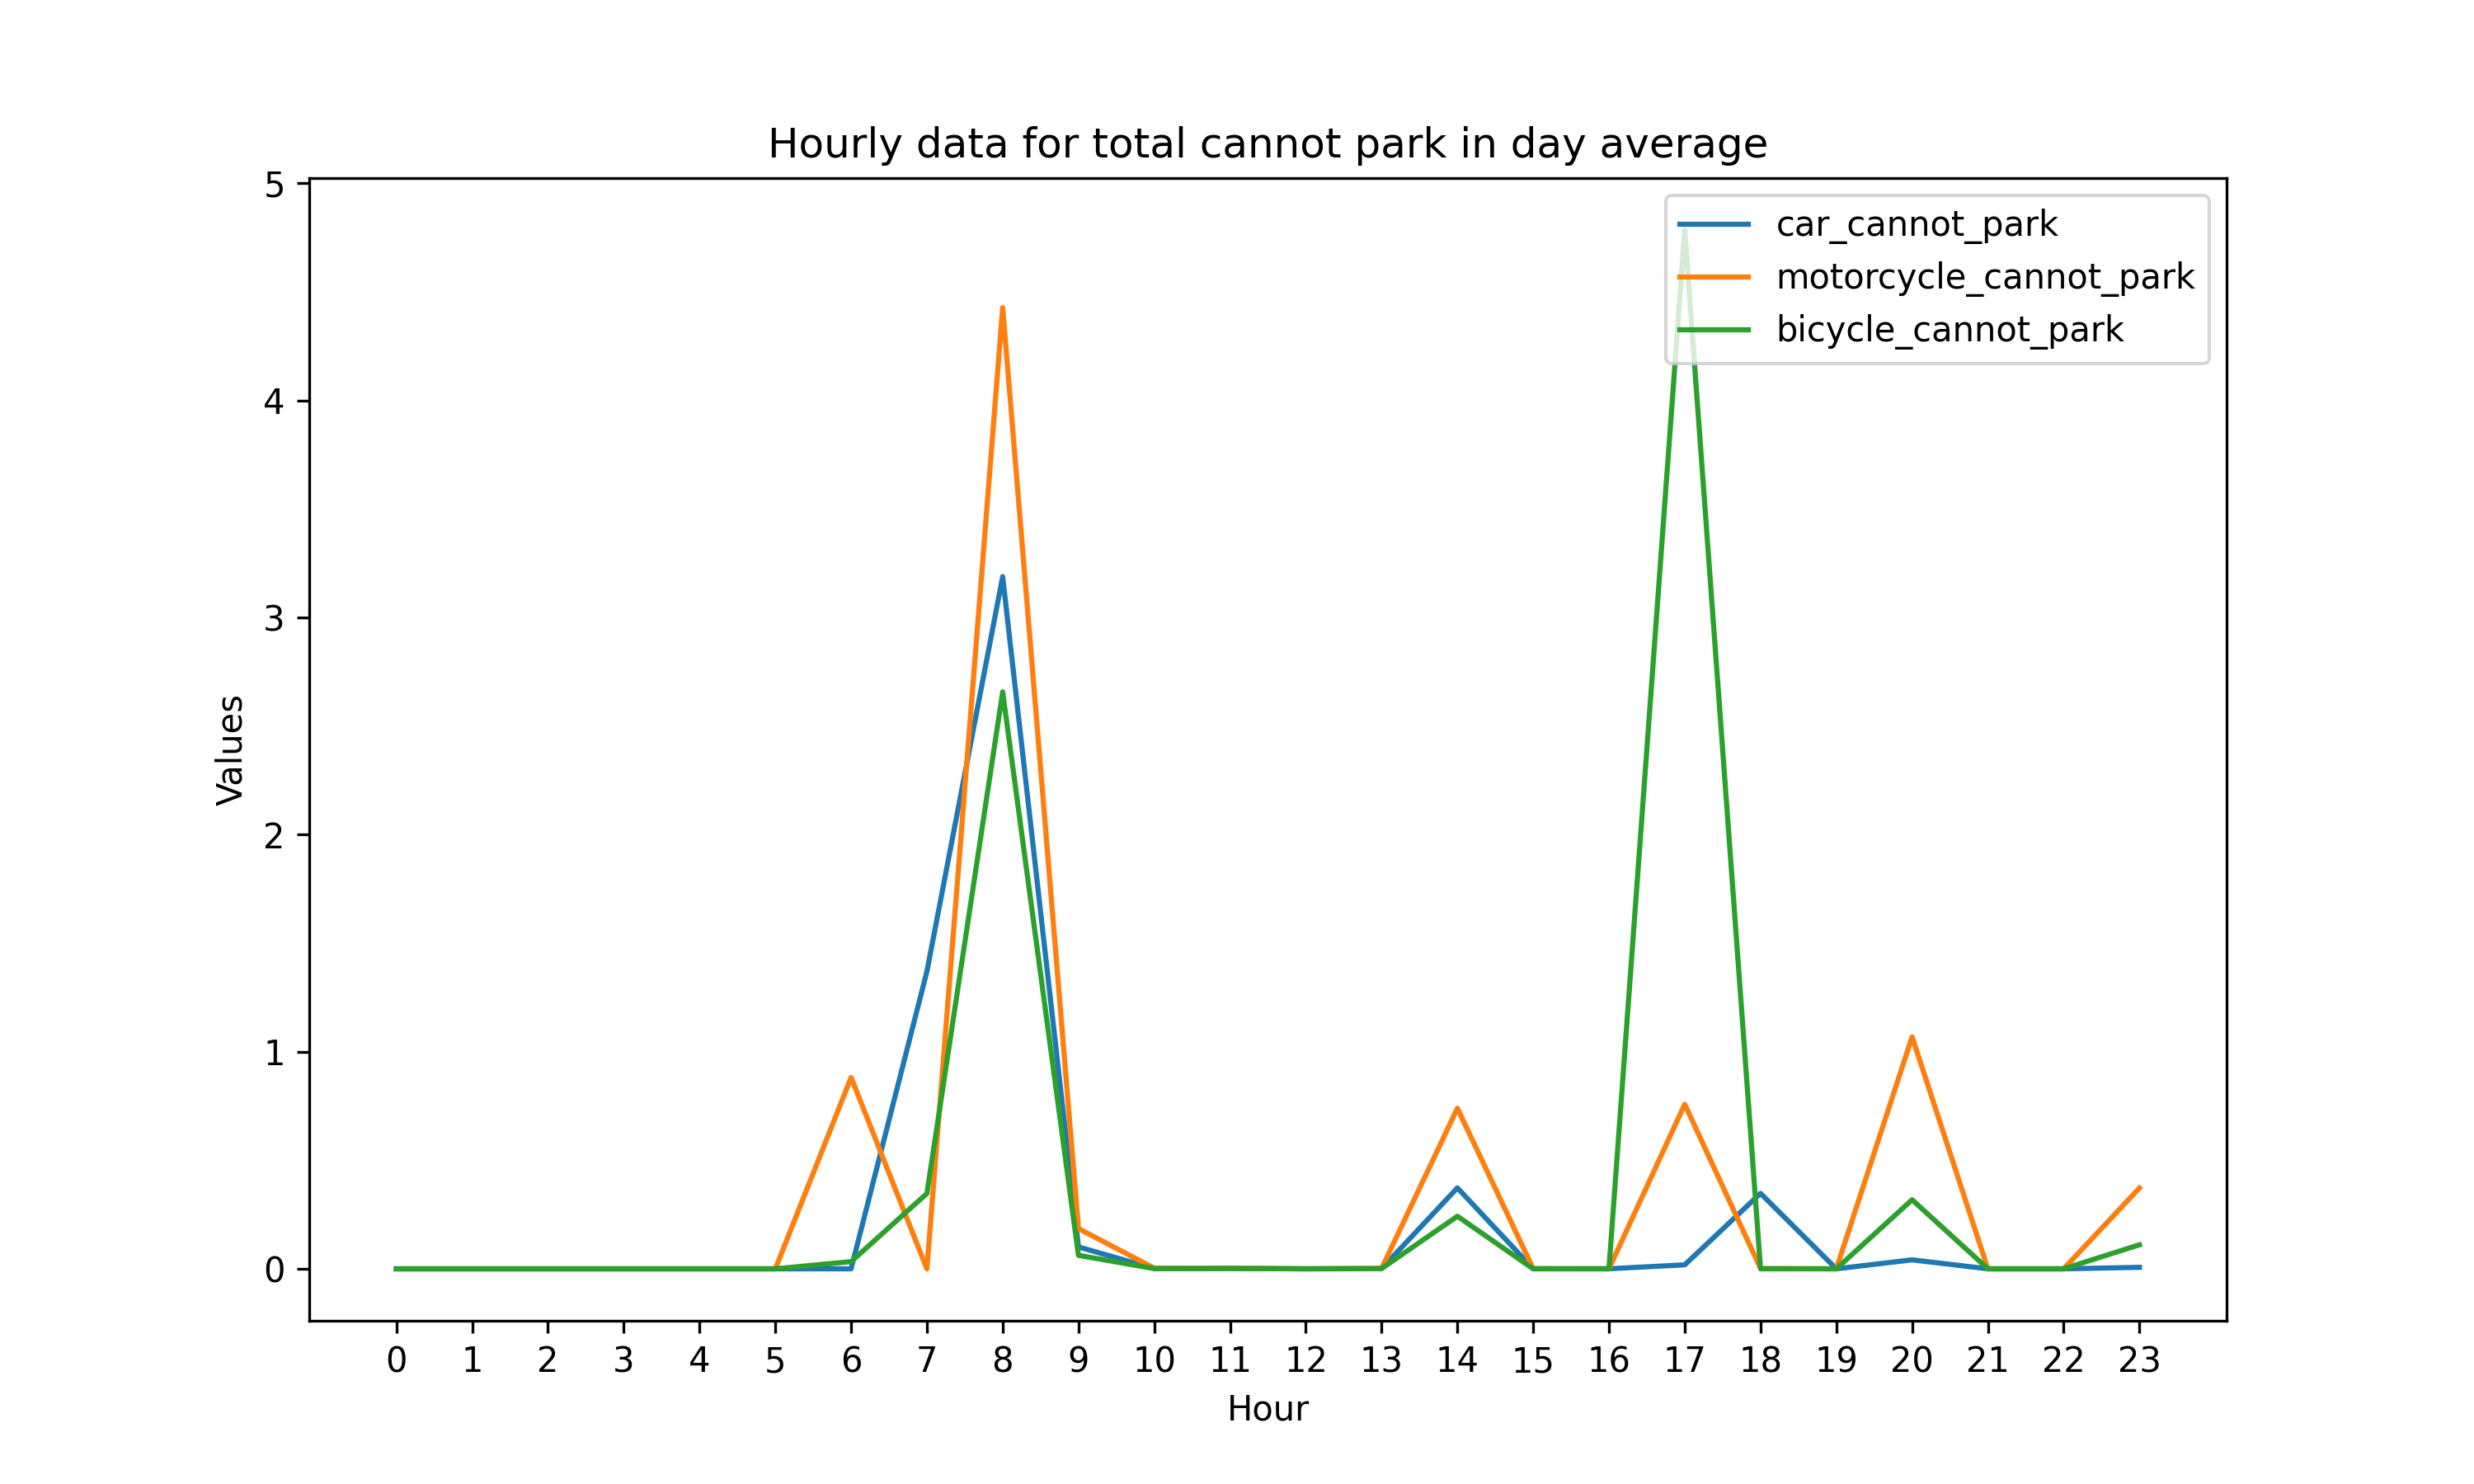 Hourly data for total cannot park in day average
car_cannot_park
motorcycle_cannot_park
bicycle_cannot_park
Values
5
4
3
2
1
0
0 1 2 3 4 5 6 7 8 9 10 11 12 13 14 15 16 17 18 19 20 21 22 23
Hour